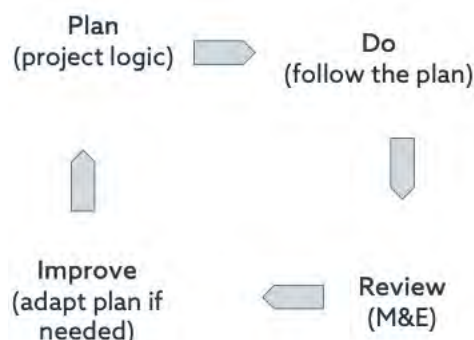 Plan
(project logic)
Do
(follow the plan)
Review
(M&E)
Improve
(adapt plan if
needed)